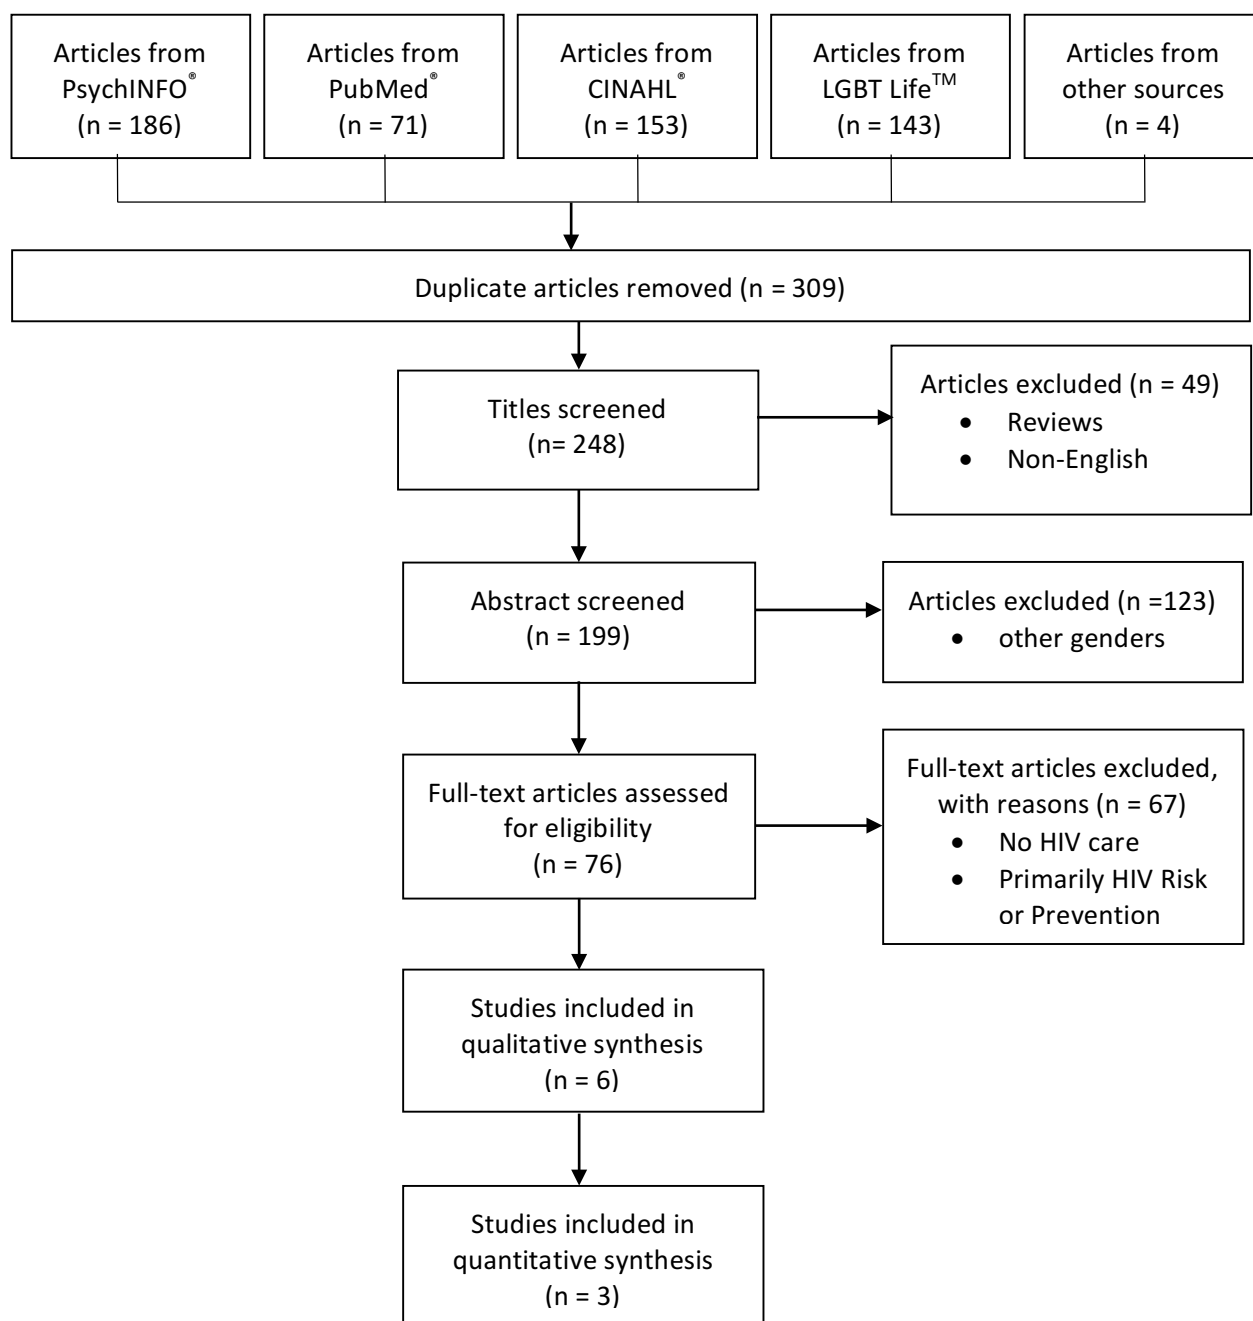 Articles from
PsychINFO®
(n = 186)
Articles from
PubMed®
(n = 71)
Articles from
CINAHL®
(n = 153)
Articles from
LGBT Life™
(n = 143)
Articles from
other sources
(n = 4)
Duplicate articles removed (n = 309)
Titles screened
(n= 248)
Articles excluded (n = 49)
• Reviews
• Non-English
Abstract screened
(n = 199)
Articles excluded (n =123)
• other genders
Full-text articles assessed
for eligibility
(n = 76)
Full-text articles excluded,
with reasons (n = 67)
• No HIV care
• Primarily HIV Risk
or Prevention
Studies included in
qualitative synthesis
(n = 6)
Studies included in
quantitative synthesis
(n = 3)